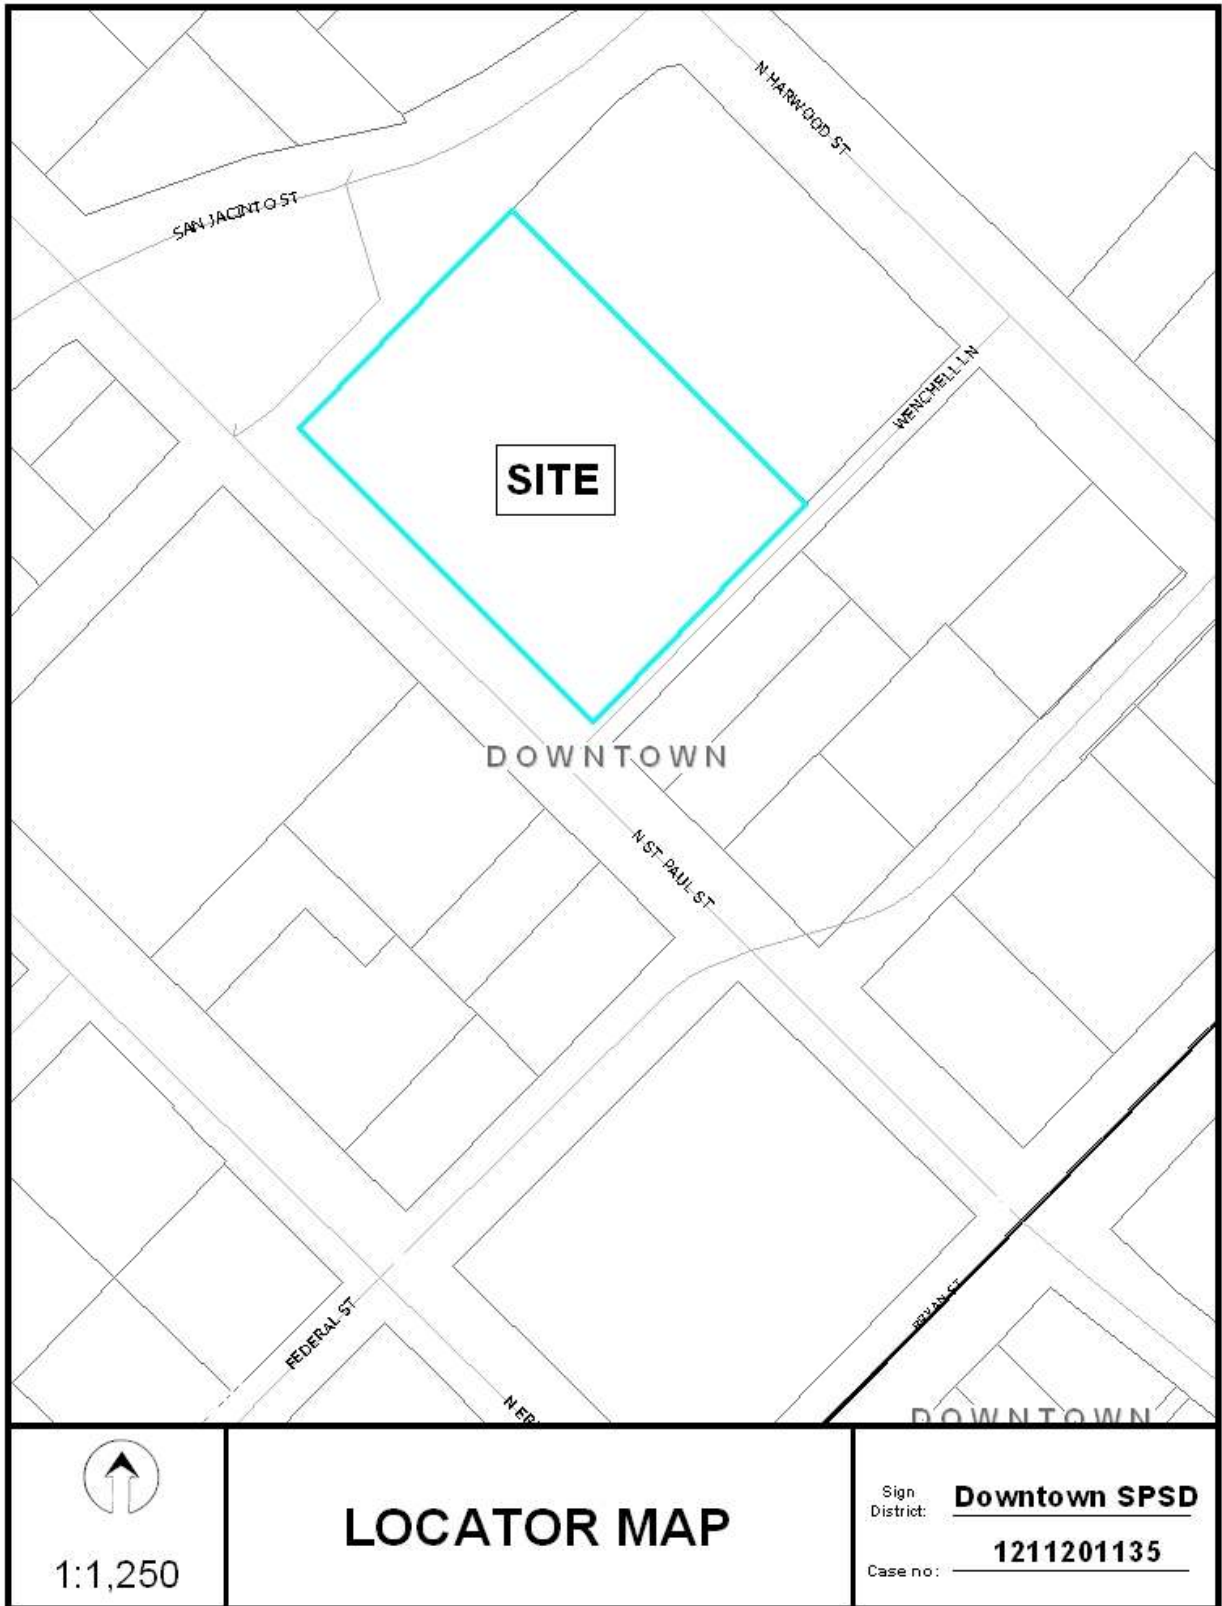 N HARWOOD ST
SAN JACINTO ST
WENCHELL LN
SITE
DOWNTOWN
N ST PAUL ST
BRYAN ST
FEDERAL ST
DOWNTOWN
1:1,250
LOCATOR MAP
Sign
District: Downtown SPSD
Case no: 1211201135